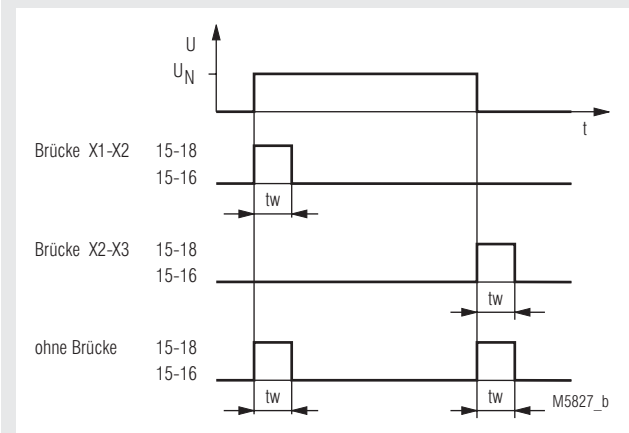 U
UN
t
Brücke X1-X2 15-18
15-16
tw
Brücke X2-X3 15-18
15-16
tw
ohne Brücke 15-18
15-16
tw tw
M5827_b